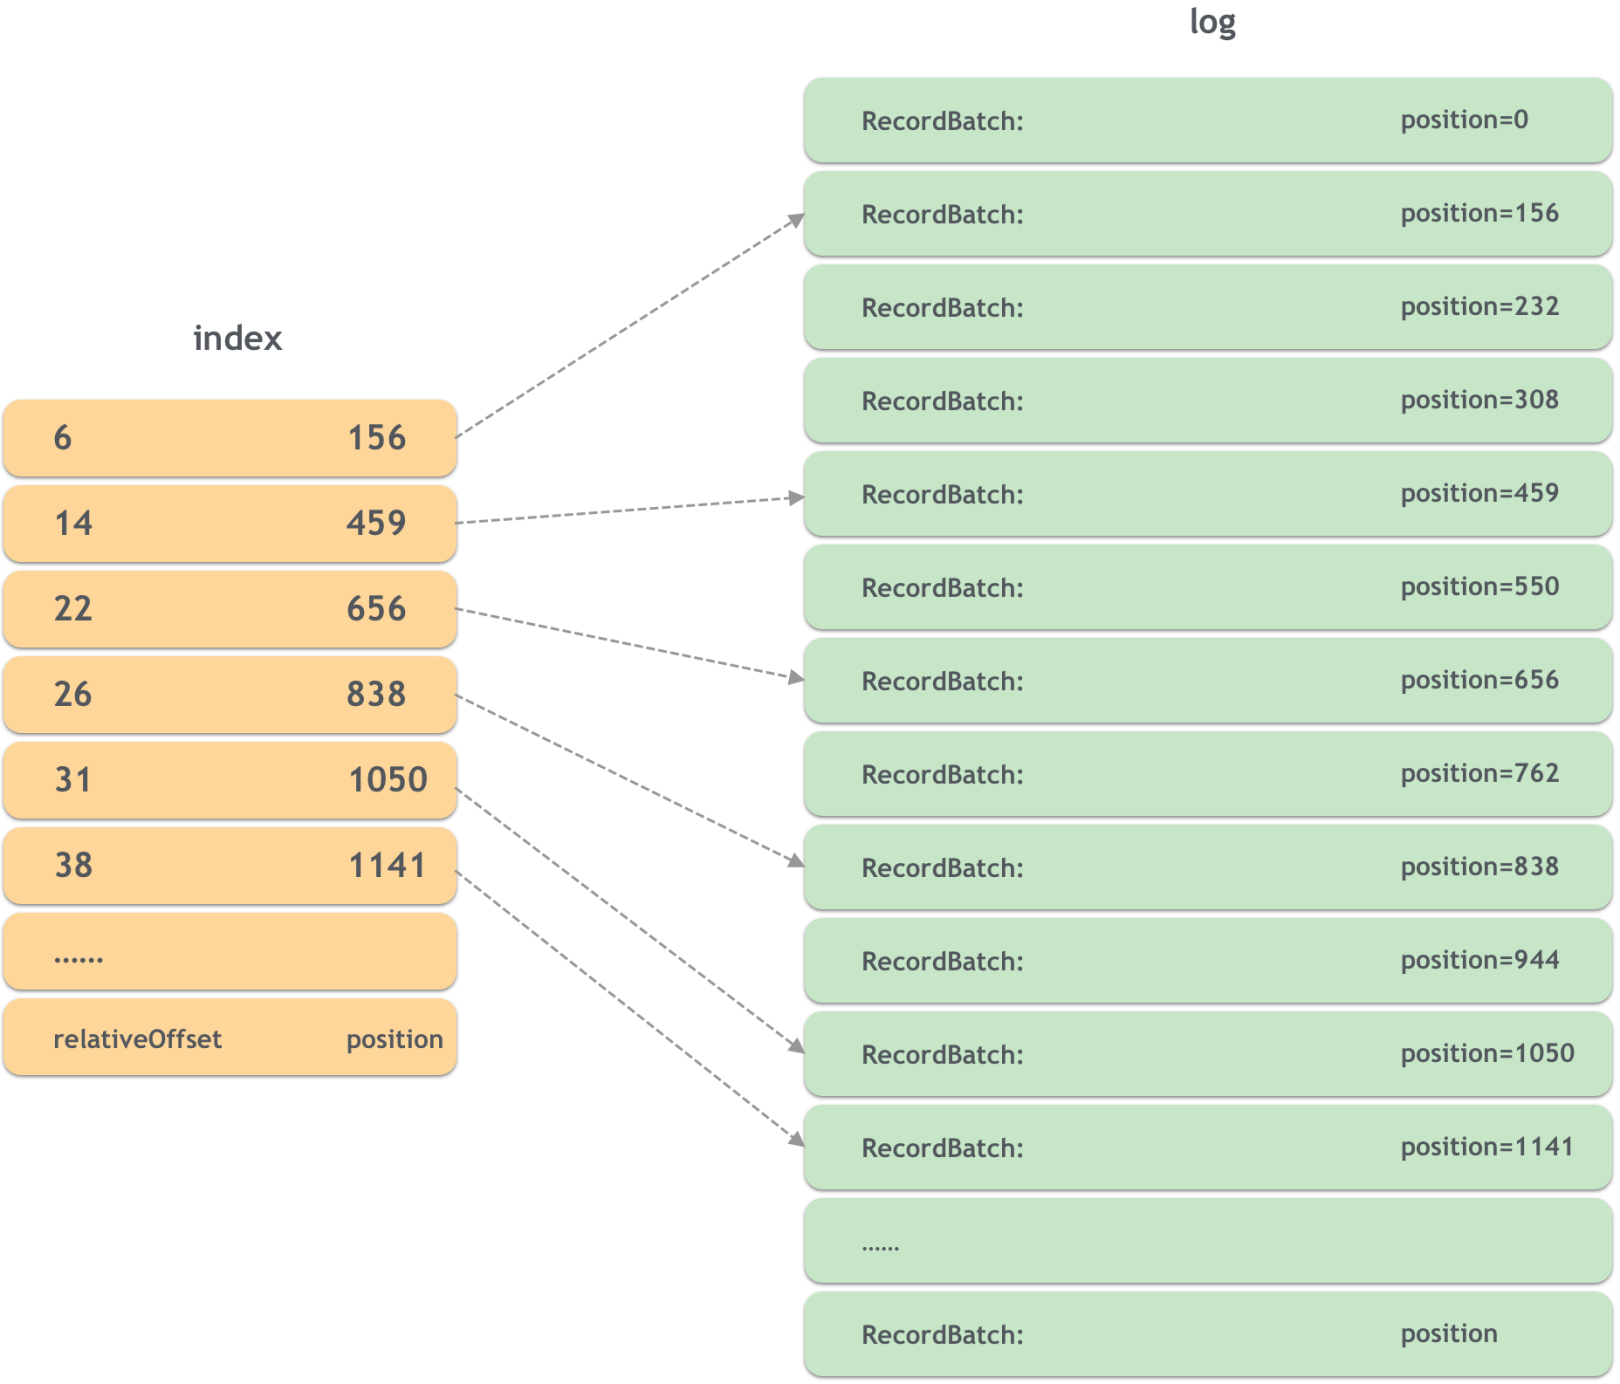 log
RecordBatch: position=0
RecordBatch: position=156
RecordBatch: position=232
RecordBatch: position=308
RecordBatch: position=459
RecordBatch: position=550
RecordBatch: position=656
RecordBatch: position=762
RecordBatch: position=838
RecordBatch: position=944
RecordBatch: position=1050
RecordBatch: position=1141
......
RecordBatch: position
index
6 156
14 459
22 656
26 838
31 1050
38 1141
......
relativeOffset position